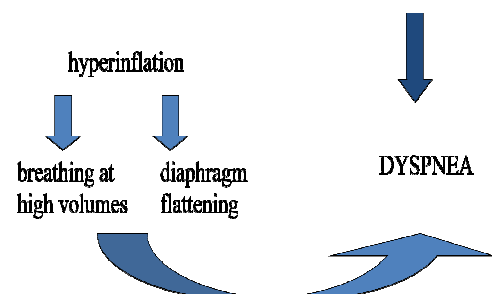 hyperinflation
breathing at
high volumes
diaphragm
flattening
DYSPNEA